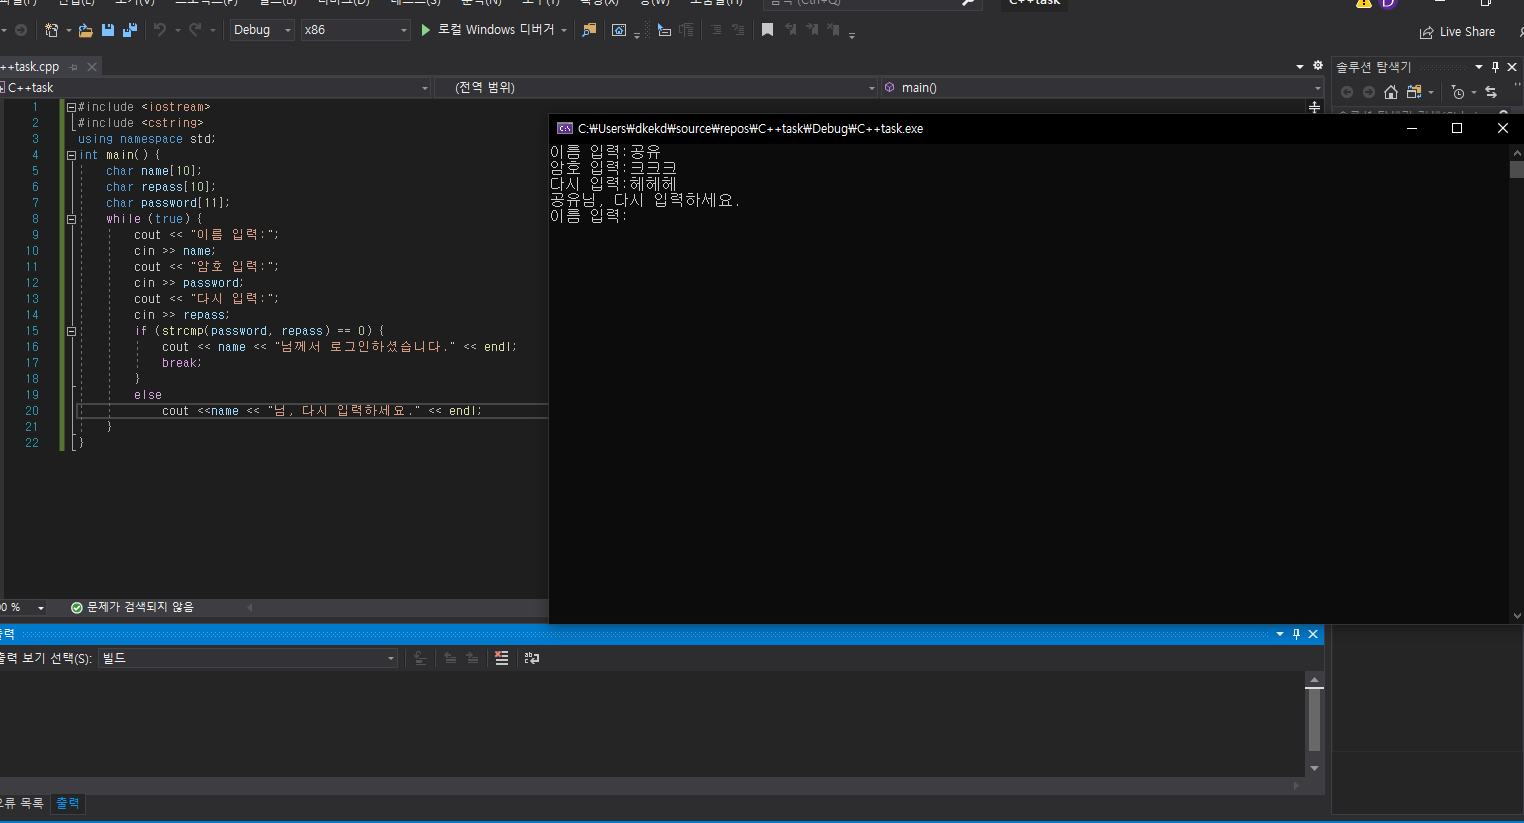 C++task
Debug
x86
로컬 Windows 디버거
Live Share
++task.cpp
C++task
(전역 범위)
main()
솔루션 탐색기
1 #include <iostream>
2 #include <cstring>
3 using namespace std;
4 int main() {
5 char name[10];
6 char repass[10];
7 char password[11];
8 while (true) {
9 cout << "이름 입력:";
10 cin >> name;
11 cout << "암호 입력:";
12 cin >> password;
13 cout << "다시 입력:";
14 cin >> repass;
15 if (strcmp(password, repass) == 0) {
16 cout << name << "님께서 로그인하셨습니다." << endl;
17 break;
18 }
19 else
20 cout <<name << "님, 다시 입력하세요." << endl;
21 }
22 }
C:\Users\dkekd\source\repos\C++task\Debug\C++task.exe
이름 입력:공유
암호 입력:크크크
다시 입력:헤헤헤
공유님, 다시 입력하세요.
이름 입력:
문제가 검색되지 않음
출력
출력 보기 선택(S):
빌드
오류 목록
출력